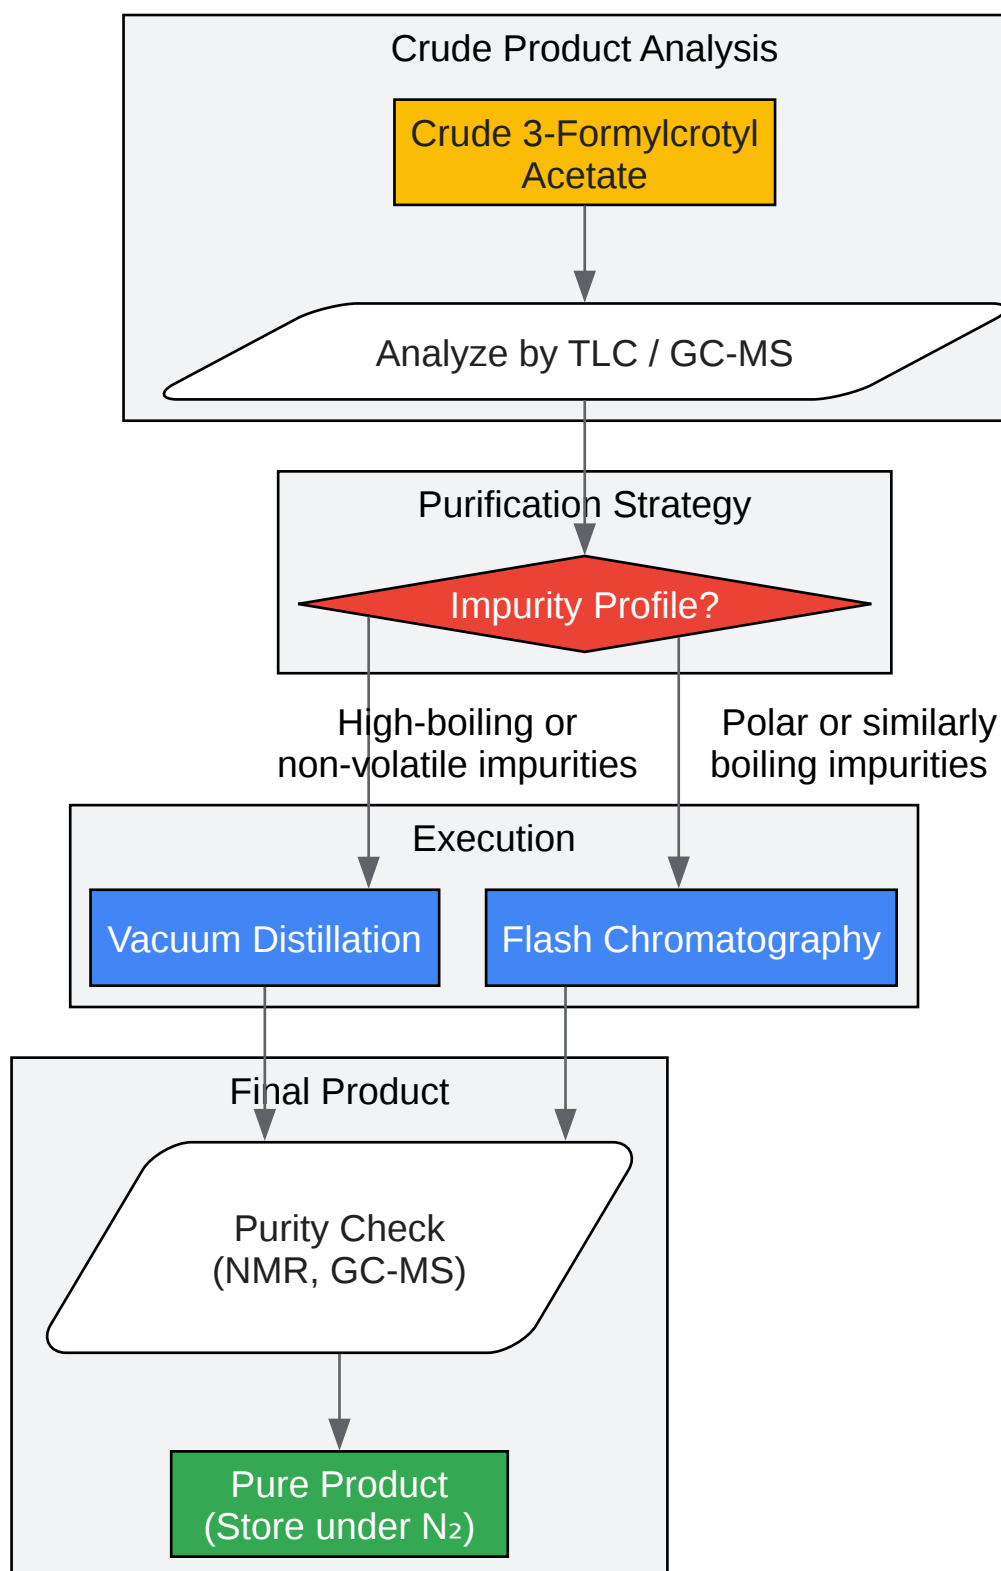 Crude Product Analysis
Crude 3-Formylcrotyl
Acetate
Analyze by TLC / GC-MS
Purification Strategy
Impurity Profile?
High-boiling or
non-volatile impurities
Polar or similarly
boiling impurities
Execution
Vacuum Distillation
Flash Chromatography
Final Product
Purity Check
(NMR, GC-MS)
Pure Product
(Store under N₂)